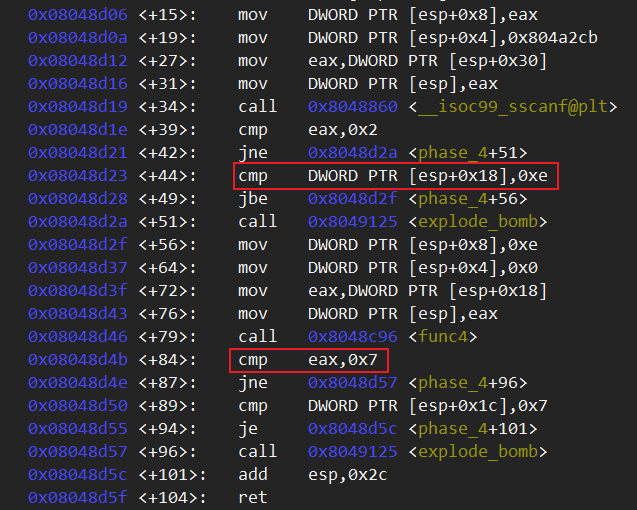 0x08048d06 <+15>: mov DWORD PTR [esp+0x8],eax
0x08048d0a <+19>: mov DWORD PTR [esp+0x4],0x804a2cb
0x08048d12 <+27>: mov eax,DWORD PTR [esp+0x30]
0x08048d16 <+31>: mov DWORD PTR [esp],eax
0x08048d19 <+34>: call 0x8048860 <__isoc99_sscanf@plt>
0x08048d1e <+39>: cmp eax,0x2
0x08048d21 <+42>: jne 0x8048d2a <phase_4+51>
0x08048d23 <+44>: cmp DWORD PTR [esp+0x18],0xe
0x08048d28 <+49>: jbe 0x8048d2f <phase_4+56>
0x08048d2a <+51>: call 0x8049125 <explode_bomb>
0x08048d2f <+56>: mov DWORD PTR [esp+0x8],0xe
0x08048d37 <+64>: mov DWORD PTR [esp+0x4],0x0
0x08048d3f <+72>: mov eax,DWORD PTR [esp+0x18]
0x08048d43 <+76>: mov DWORD PTR [esp],eax
0x08048d46 <+79>: call 0x8048c96 <func4>
0x08048d4b <+84>: cmp eax,0x7
0x08048d4e <+87>: jne 0x8048d57 <phase_4+96>
0x08048d50 <+89>: cmp DWORD PTR [esp+0x1c],0x7
0x08048d55 <+94>: je 0x8048d5c <phase_4+101>
0x08048d57 <+96>: call 0x8049125 <explode_bomb>
0x08048d5c <+101>: add esp,0x2c
0x08048d5f <+104>: ret